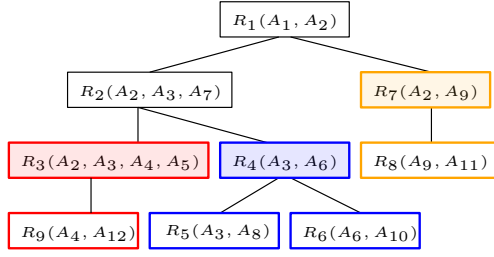 R₁(A₁, A₂)
R₂(A₂, A₃, A₇) R₇(A₂, A₉)
R₃(A₂, A₃, A₄, A₅) R₄(A₃, A₆) R₈(A₉, A₁₁)
R₉(A₄, A₁₂) R₅(A₃, A₈) R₆(A₆, A₁₀)